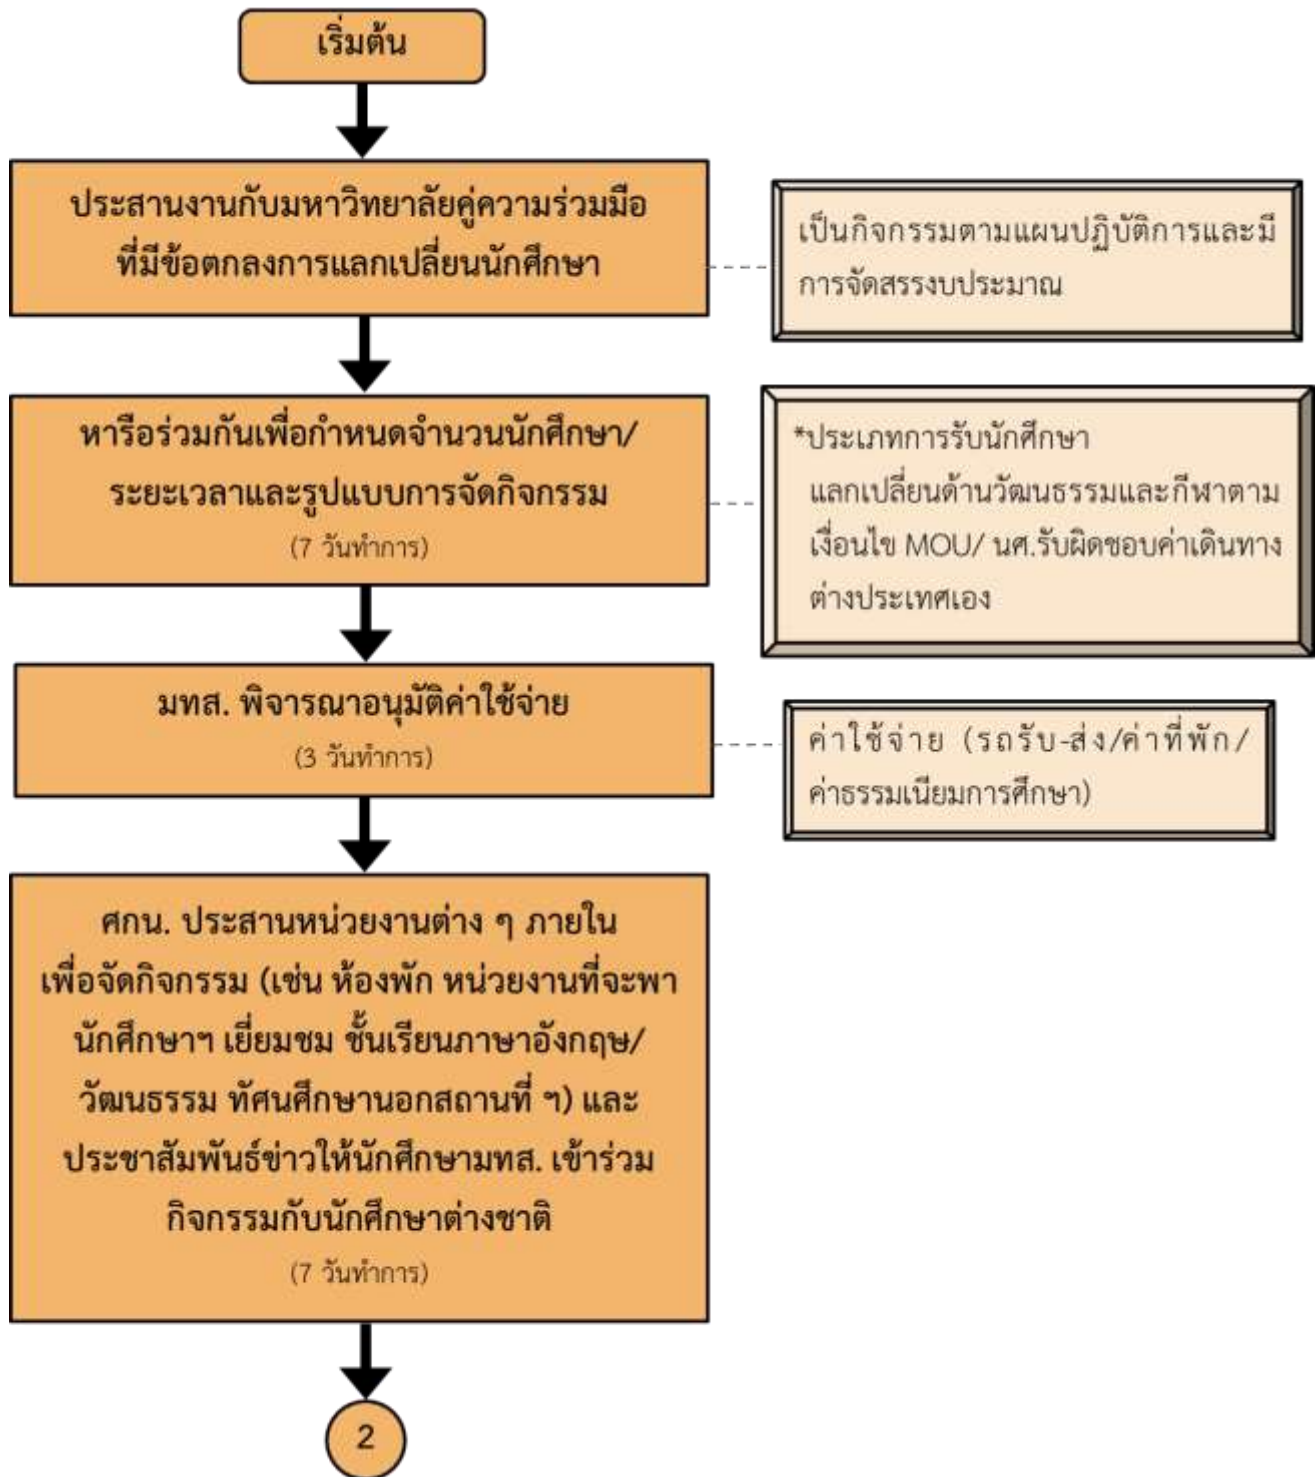 เริ่มต้น
ประสานงานกับมหาวิทยาลัยคู่ความร่วมมือ
ที่มีข้อตกลงการแลกเปลี่ยนนักศึกษา
เป็นกิจกรรมตามแผนปฏิบัติการและมี
การจัดสรรงบประมาณ
หารือร่วมกันเพื่อกำหนดจำนวนนักศึกษา/
ระยะเวลาและรูปแบบการจัดกิจกรรม
(7 วันทำการ)
*ประเภทการรับนักศึกษา
แลกเปลี่ยนด้านวัฒนธรรมและกีฬาตาม
เงื่อนไข MOU/ นศ.รับผิดชอบค่าเดินทาง
ต่างประเทศเอง
มทส. พิจารณาอนุมัติค่าใช้จ่าย
(3 วันทำการ)
ค่าใช้จ่าย (รถรับ-ส่ง/ค่าที่พัก/
ค่าธรรมเนียมการศึกษา)
ศกน. ประสานหน่วยงานต่าง ๆ ภายใน
เพื่อจัดกิจกรรม (เช่น ห้องพัก หน่วยงานที่จะพา
นักศึกษาฯ เยี่ยมชม ชั้นเรียนภาษาอังกฤษ/
วัฒนธรรม ทัศนศึกษานอกสถานที่ ฯ) และ
ประชาสัมพันธ์ข่าวให้นักศึกษามทส. เข้าร่วม
กิจกรรมกับนักศึกษาต่างชาติ
(7 วันทำการ)
2